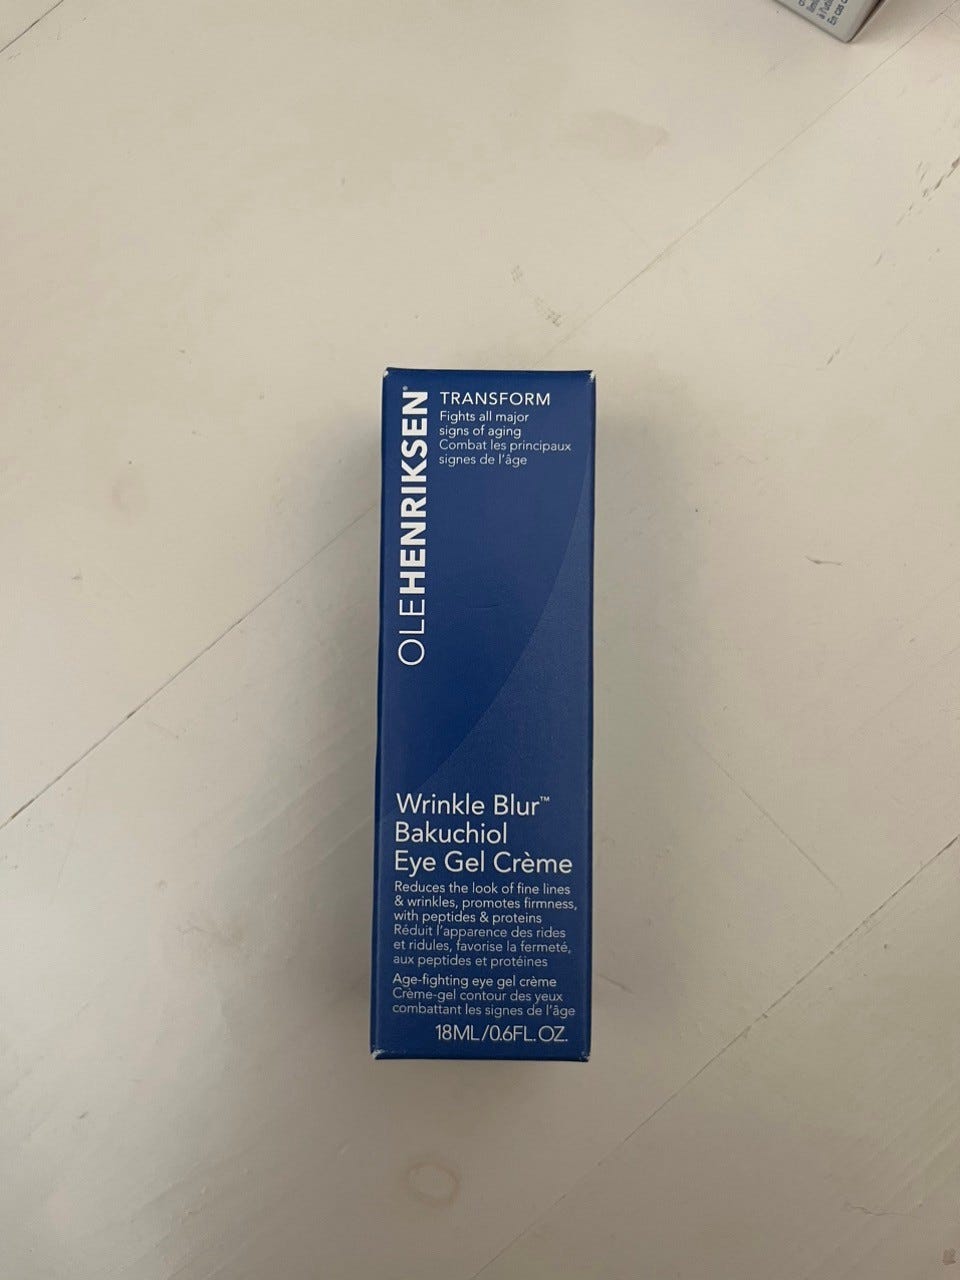 OLEHENRIKSEN®
TRANSFORM
Fights all major
signs of aging
Combat les principaux
signes de l'âge
Wrinkle Blur™
Bakuchiol
Eye Gel Crème
Reduces the look of fine lines
& wrinkles, promotes firmness,
with peptides & proteins
Réduit l'apparence des rides
et ridules, favorise la fermeté,
aux peptides et protéines
Age-fighting eye gel crème
Crème-gel contour des yeux
combattant les signes de l'âge
18ML/0.6FL. OZ.